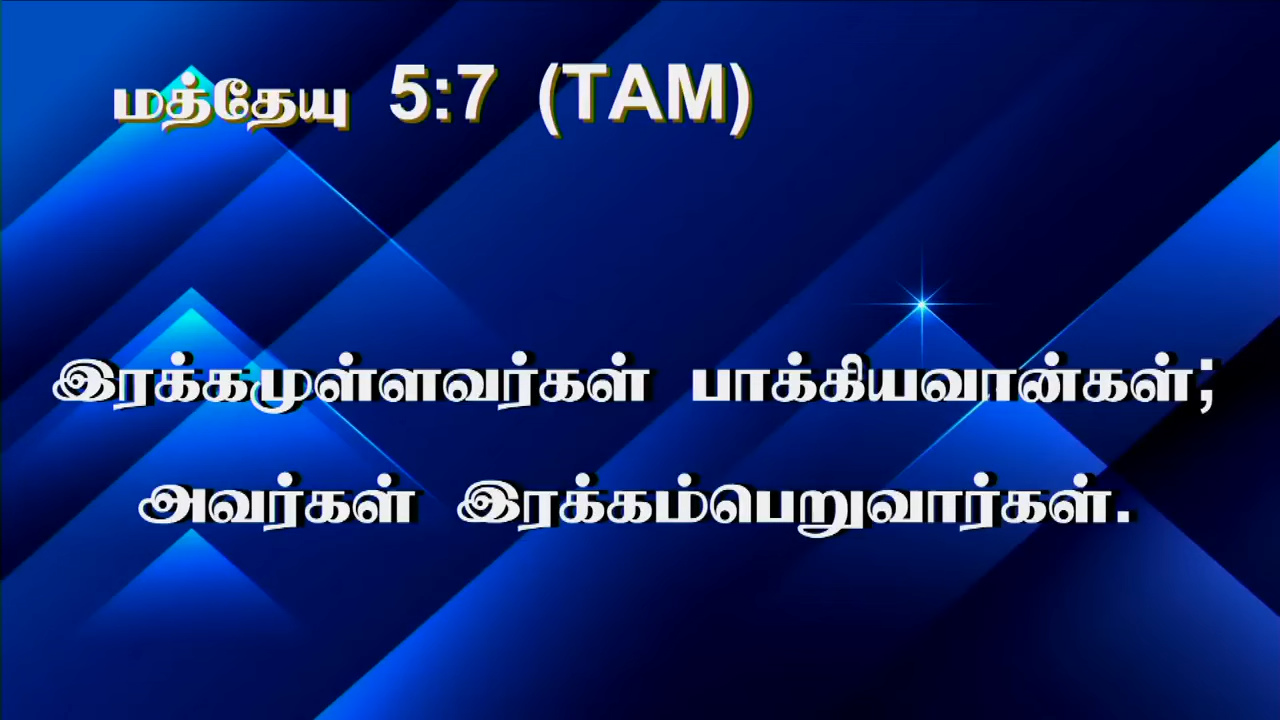 மத்தேயு 5:7 (TAM)
இரக்கமுள்ளவர்கள் பாக்கியவான்கள்;
அவர்கள் இரக்கம்பெறுவார்கள்.